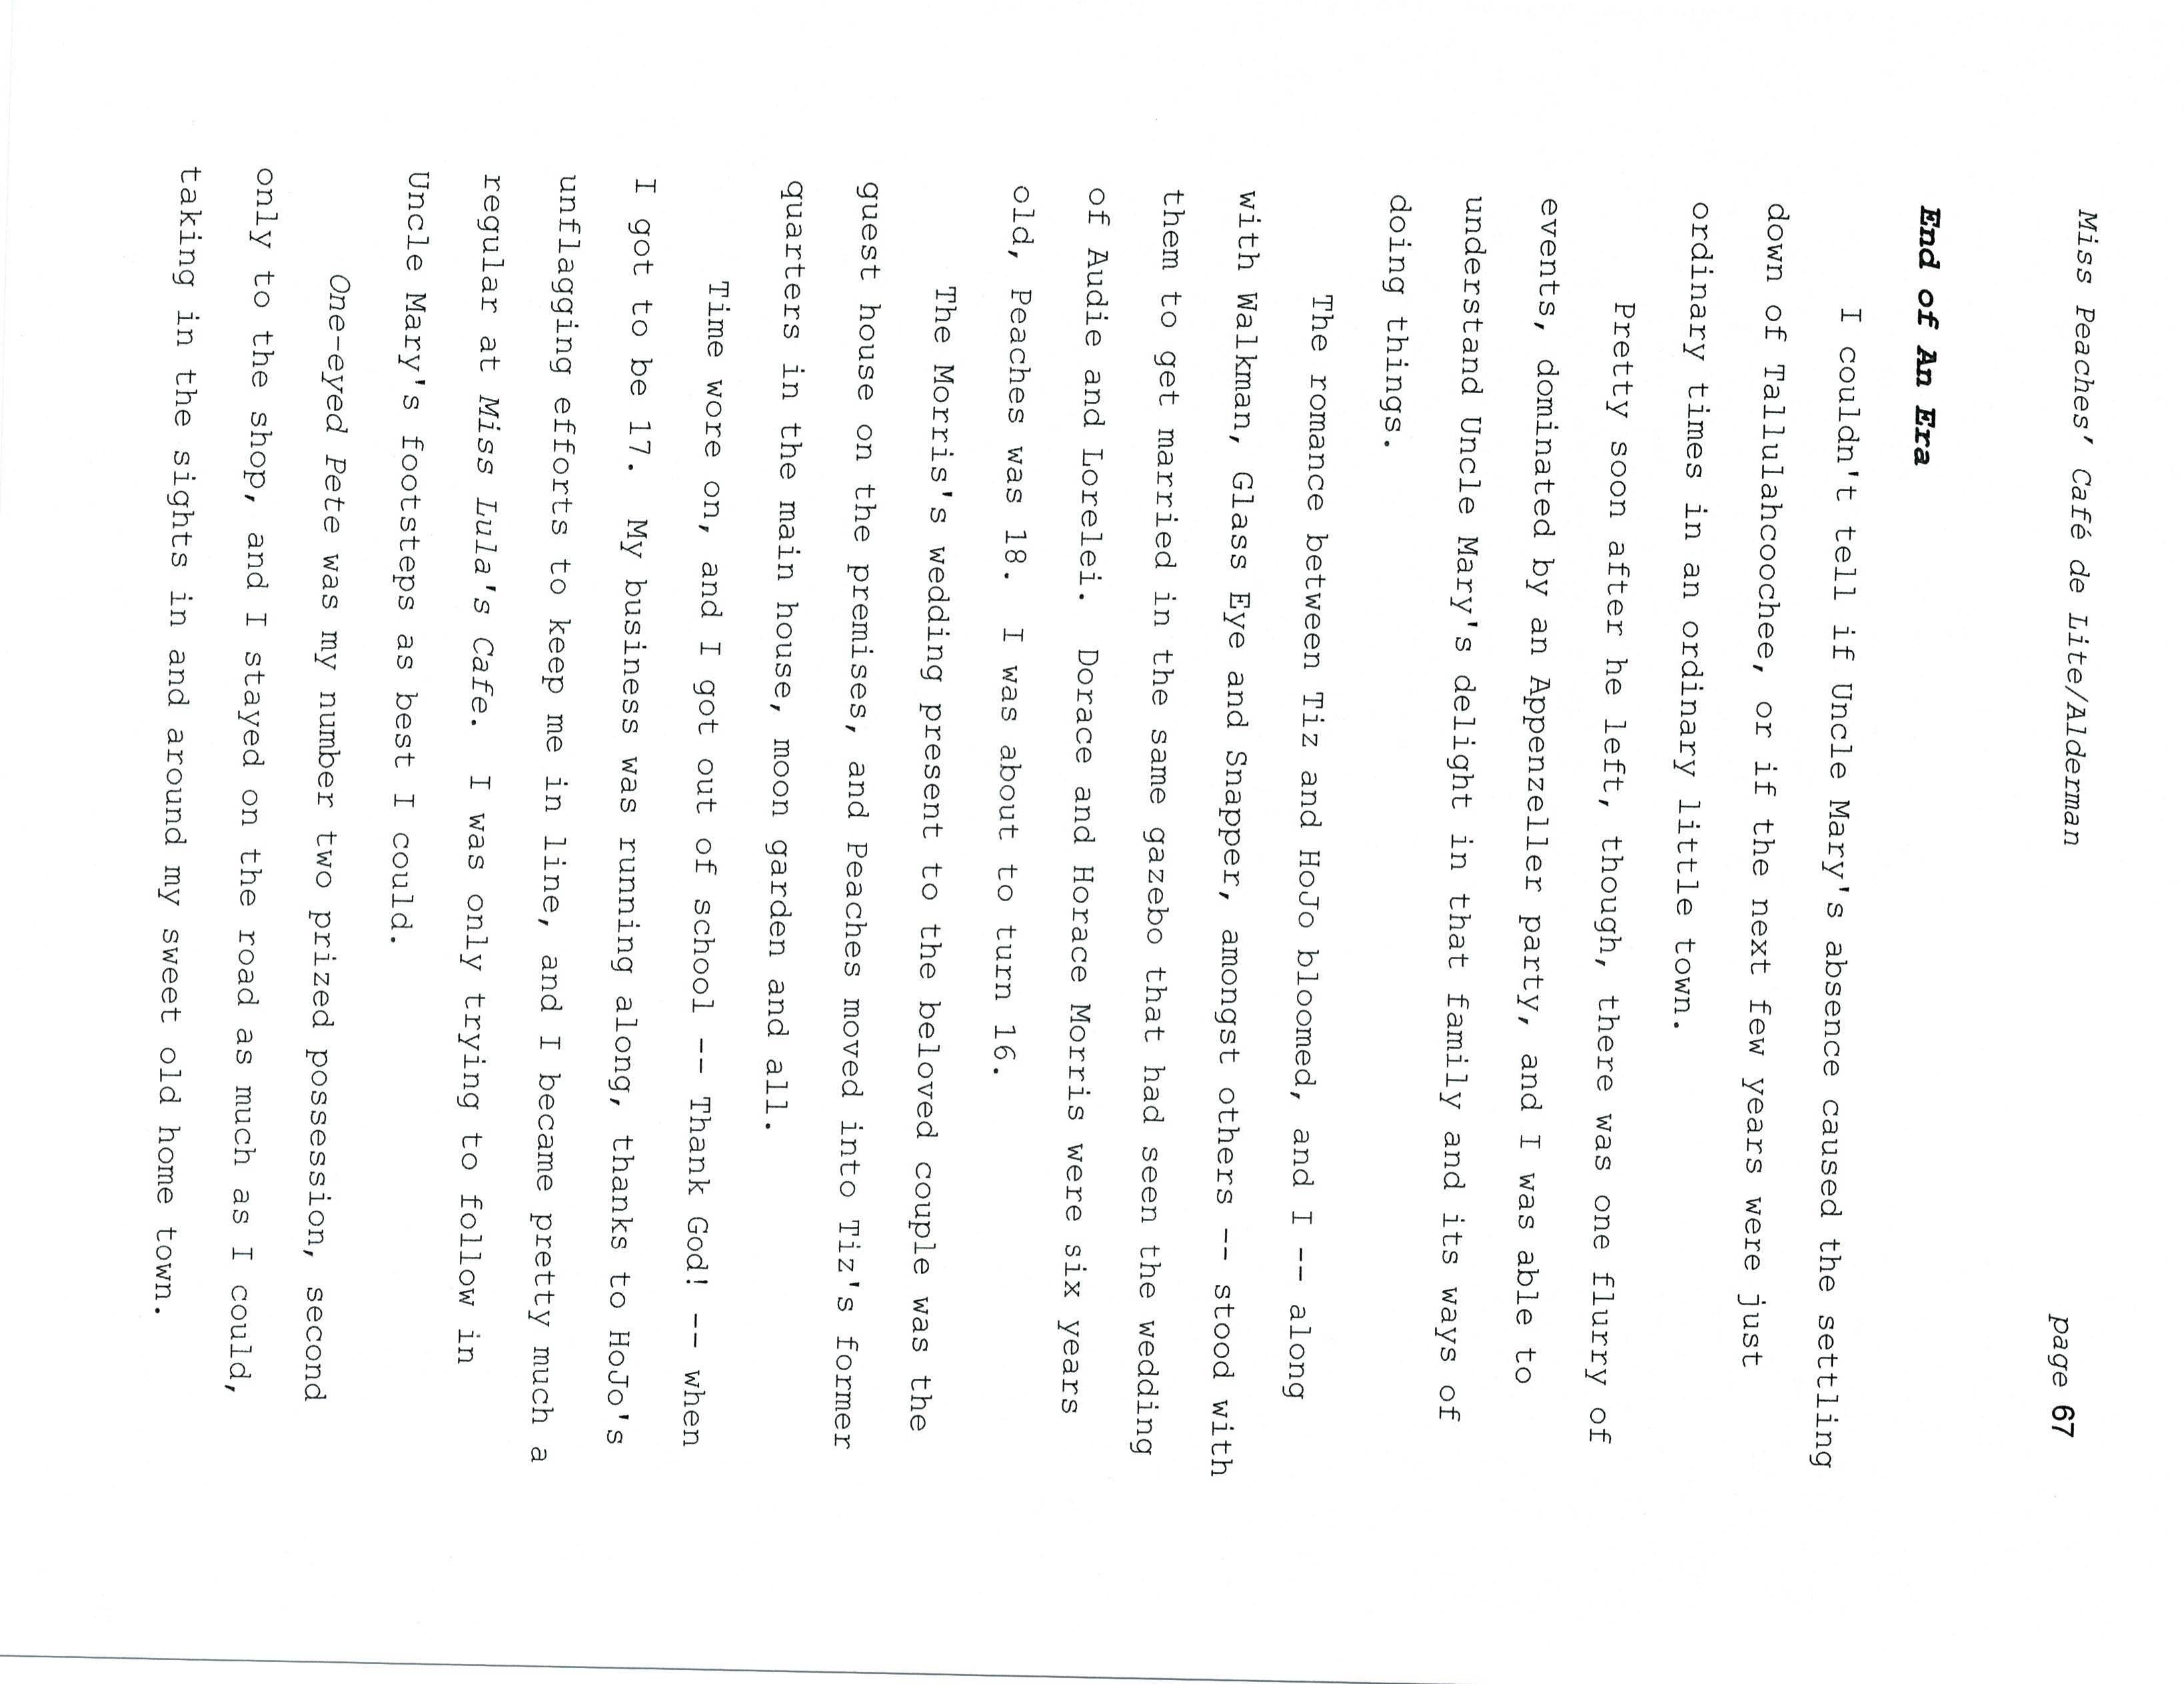 Miss Peaches' Café de Lite/Alderman page 67
End of An Era
I couldn't tell if Uncle Mary's absence caused the settling
down of Tallulahcoochee, or if the next few years were just
ordinary times in an ordinary little town.
Pretty soon after he left, though, there was one flurry of
events, dominated by an Appenzeller party, and I was able to
understand Uncle Mary's delight in that family and its ways of
doing things.
The romance between Tiz and HoJo bloomed, and I -- along
with Walkman, Glass Eye and Snapper, amongst others -- stood with
them to get married in the same gazebo that had seen the wedding
of Audie and Lorelei.  Dorace and Horace Morris were six years
old, Peaches was 18.  I was about to turn 16.
The Morris's wedding present to the beloved couple was the
guest house on the premises, and Peaches moved into Tiz's former
quarters in the main house, moon garden and all.
Time wore on, and I got out of school -- Thank God! -- when
I got to be 17.  My business was running along, thanks to HoJo's
unflagging efforts to keep me in line, and I became pretty much a
regular at Miss Lula's Cafe.  I was only trying to follow in
Uncle Mary's footsteps as best I could.
One-eyed Pete was my number two prized possession, second
only to the shop, and I stayed on the road as much as I could,
taking in the sights in and around my sweet old home town.